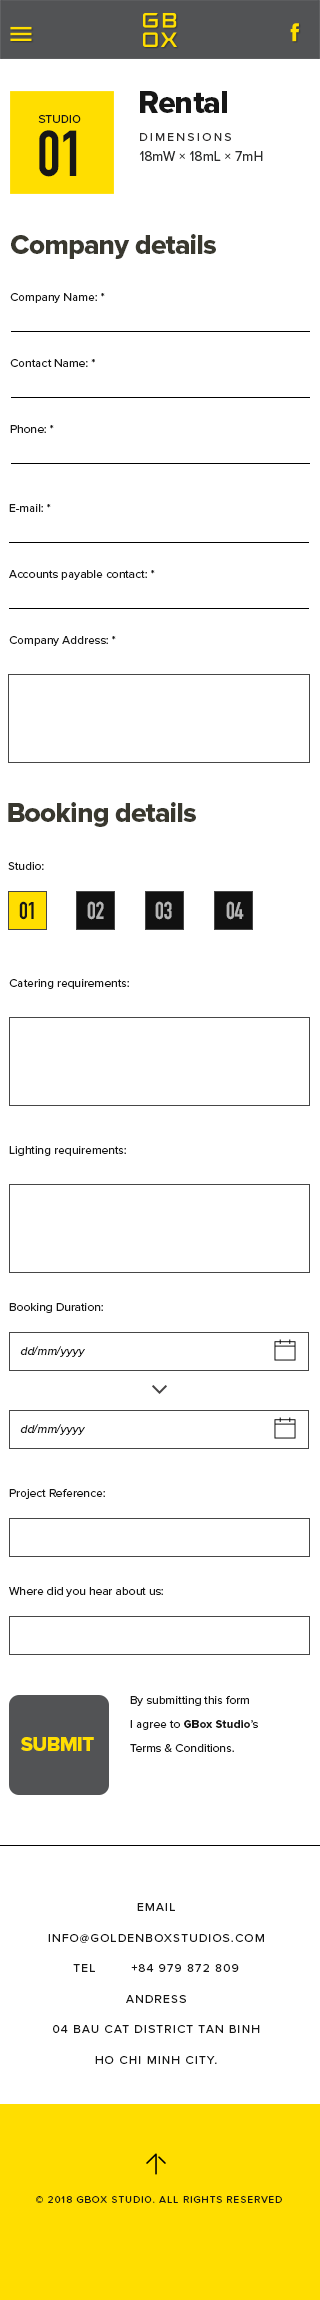 GB
OX
f
STUDIO
01
Rental
DIMENSIONS
18mW × 18mL × 7mH
Company details
Company Name: *
Contact Name: *
Phone: *
E-mail: *
Accounts payable contact: *
Company Address: *
Booking details
Studio:
01 02 03 04
Catering requirements:
Lighting requirements:
Booking Duration:
dd/mm/yyyy
dd/mm/yyyy
Project Reference:
Where did you hear about us:
SUBMIT
By submitting this form
I agree to GBox Studio's
Terms & Conditions.
EMAIL
INFO@GOLDENBOXSTUDIOS.COM
TEL +84 979 872 809
ANDRESS
04 BAU CAT DISTRICT TAN BINH
HO CHI MINH CITY.
© 2018 GBOX STUDIO. ALL RIGHTS RESERVED